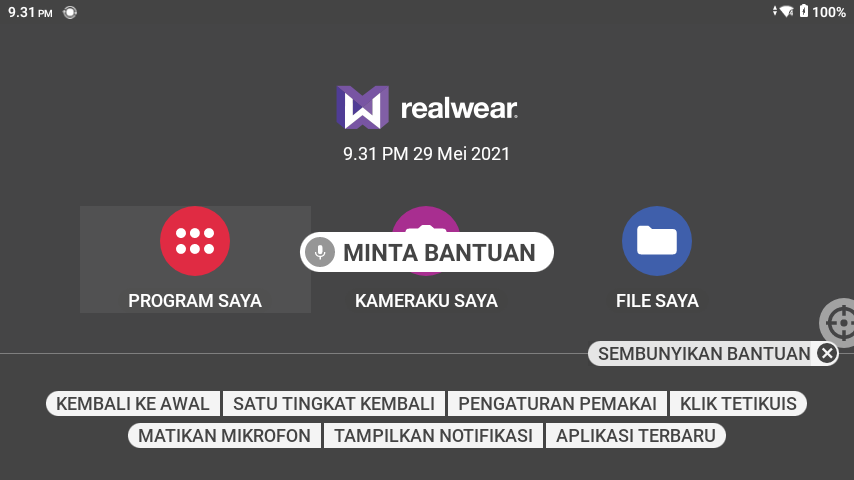 9.31 PM
100%
realwear
9.31 PM 29 Mei 2021
MINTA BANTUAN
PROGRAM SAYA
KAMERAKU SAYA
FILE SAYA
SEMBUNYIKAN BANTUAN
KEMBALI KE AWAL
SATU TINGKAT KEMBALI
PENGATURAN PEMAKAI
KLIK TETIKUIS
MATIKAN MIKROFON
TAMPILKAN NOTIFIKASI
APLIKASI TERBARU